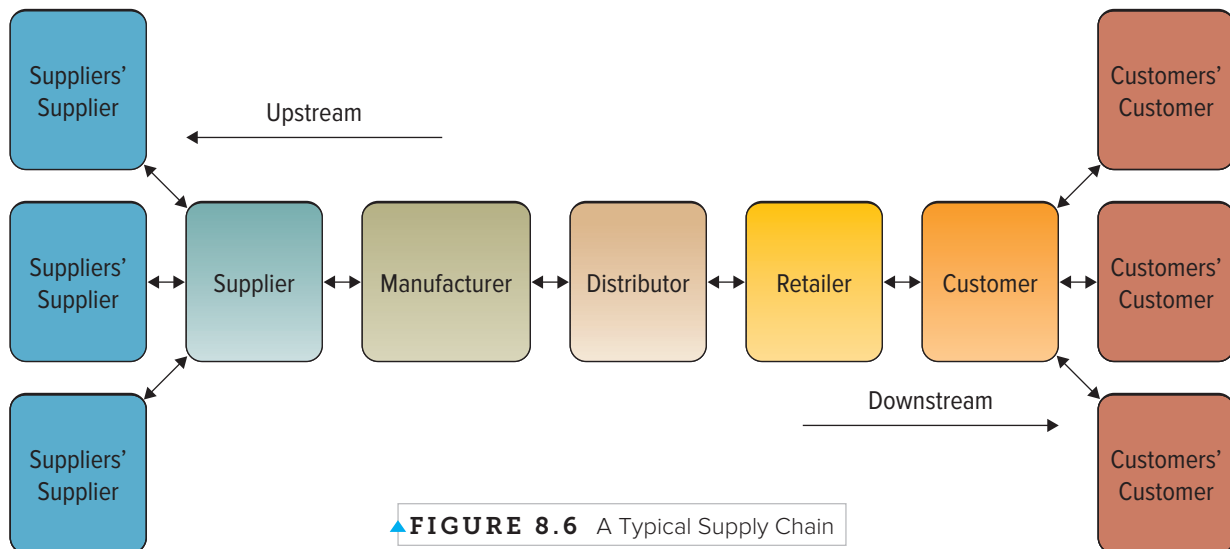 Suppliers’
Supplier
Customers’
Customer
Upstream
Suppliers’
Supplier
Supplier
Manufacturer
Distributor
Retailer
Customer
Customers’
Customer
Downstream
Suppliers’
Supplier
Customers’
Customer
FIGURE 8.6 A Typical Supply Chain